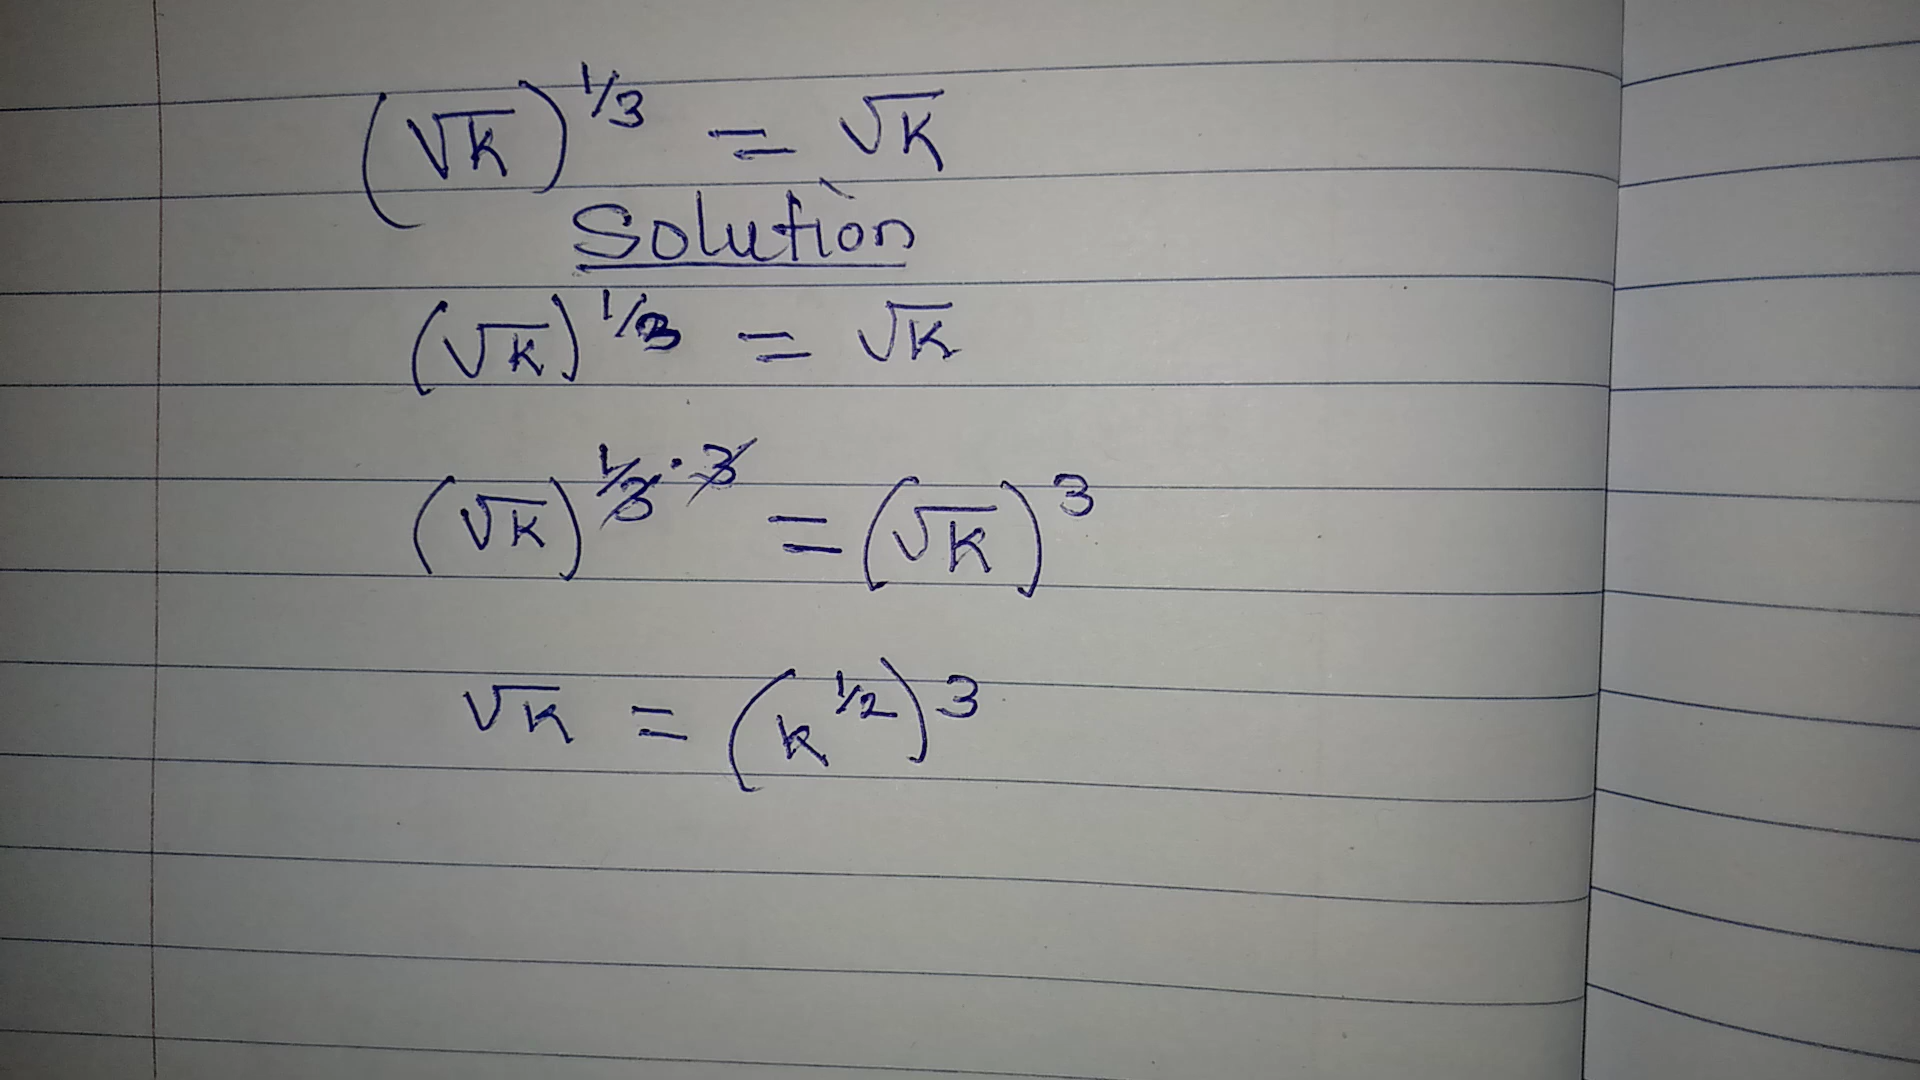 (√k)^1/3 = √k
Solution
(√k)^1/3 = √k
(√k)^1/3·3 = (√k)^3
√k = (k^1/2)^3